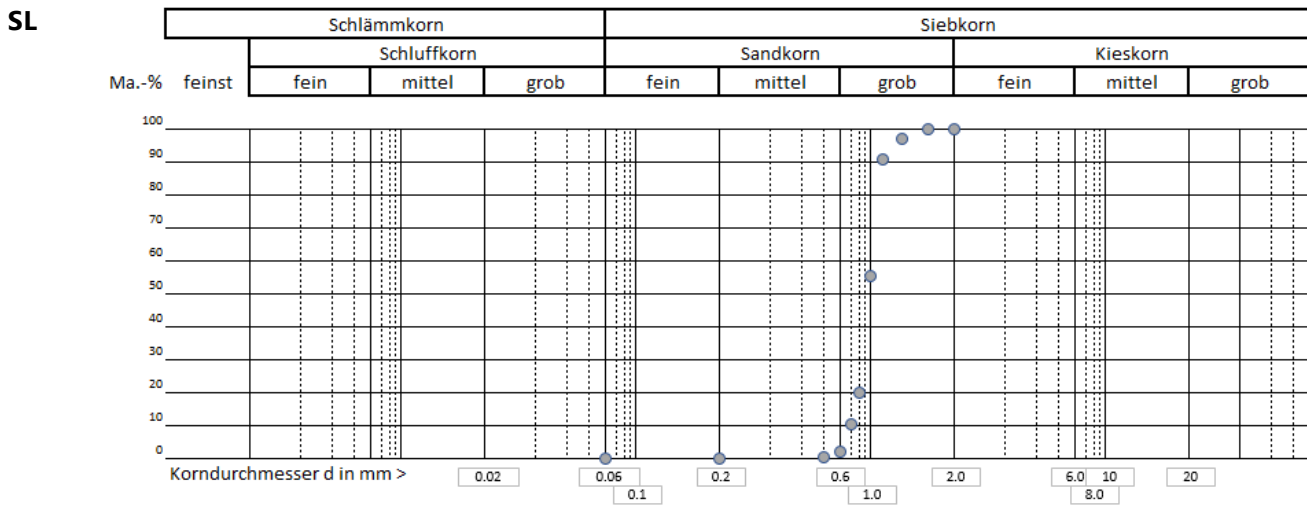 SL
Schlämmkorn Siebkorn
Schluffkorn Sandkorn Kieskorn
Ma.-% feinst fein mittel grob fein mittel grob fein mittel grob
100
90
80
70
60
50
40
30
20
10
0
Korndurchmesser d in mm > 0.02 0.06 0.2 0.6 2.0 6.0 10 20
0.1 1.0 8.0